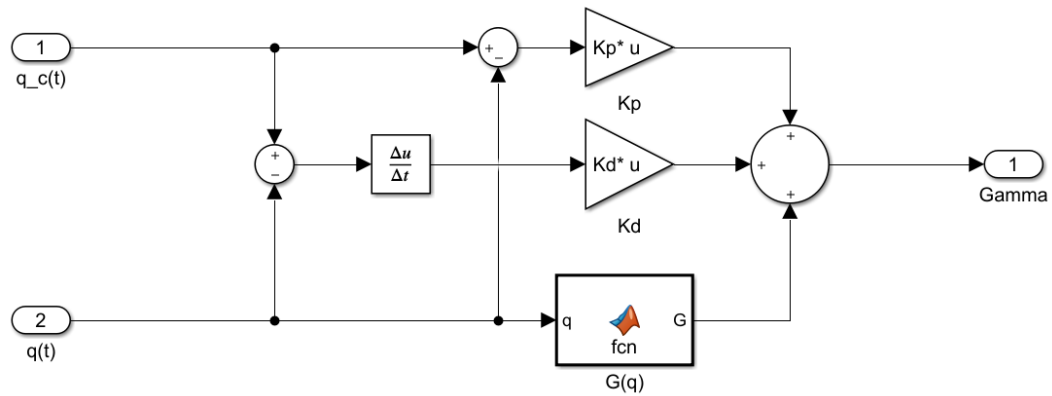 1
q_c(t)
+
−
Kp* u
Kp
+
−
Δu
Δt
Kd* u
Kd
+
+
+
1
Gamma
2
q(t)
q
fcn
G
G(q)